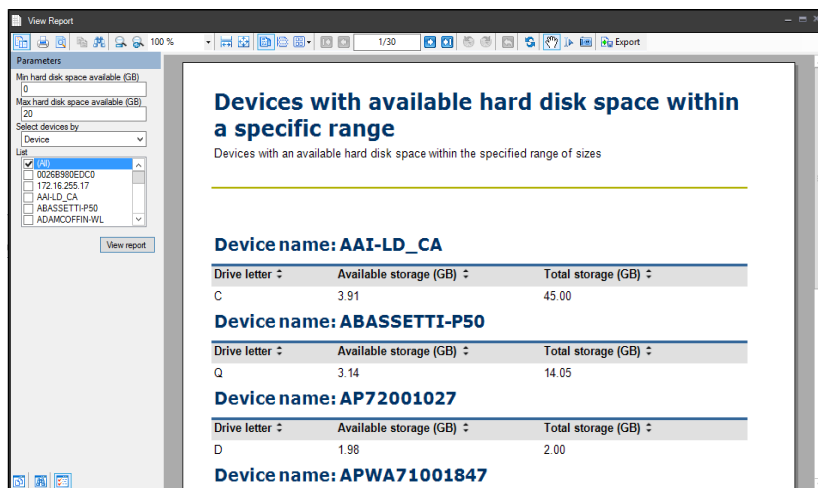 View Report
100 %
1/30
Export
Parameters
Min hard disk space available (GB)
0
Max hard disk space available (GB)
20
Select devices by
Device
List
(All)
0026B980EDC0
172.16.255.17
AAI-LD_CA
ABASSETTI-P50
ADAMCOFFIN-WL
View report
Devices with available hard disk space within
a specific range
Devices with an available hard disk space within the specified range of sizes
Device name: AAI-LD_CA
Drive letter Available storage (GB) Total storage (GB)
C 3.91 45.00
Device name: ABASSETTI-P50
Drive letter Available storage (GB) Total storage (GB)
Q 3.14 14.05
Device name: AP72001027
Drive letter Available storage (GB) Total storage (GB)
D 1.98 2.00
Device name: APWA71001847